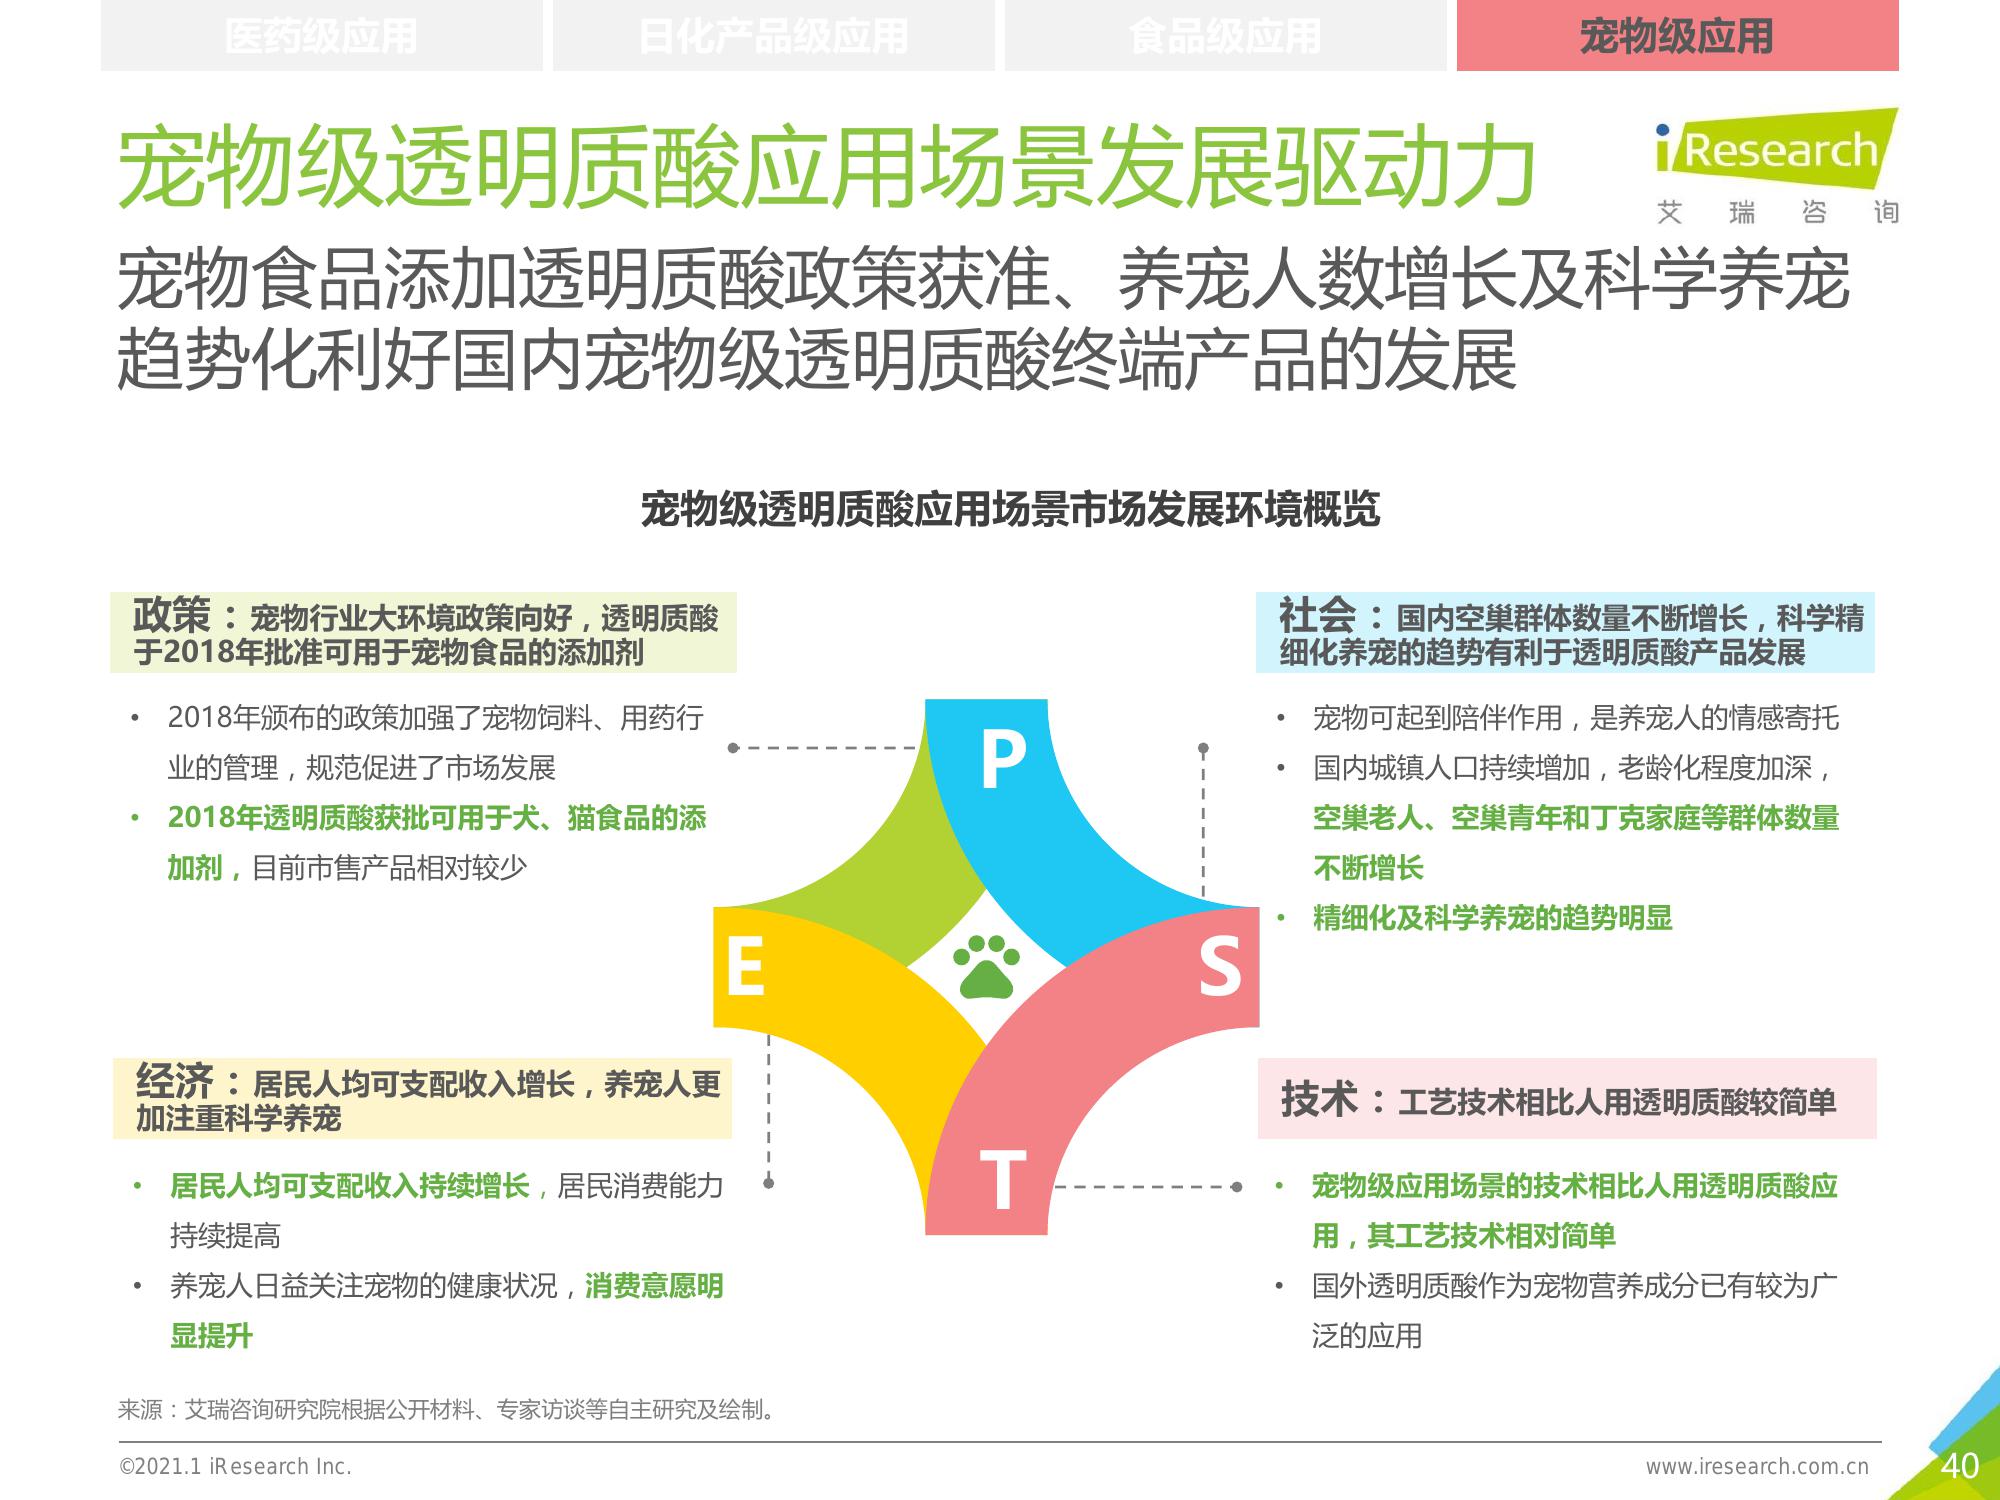 医药级应用
日化产品级应用
食品级应用
宠物级应用
宠物级透明质酸应用场景发展驱动力
iResearch
艾瑞咨询
宠物食品添加透明质酸政策获准、养宠人数增长及科学养宠
趋势化利好国内宠物级透明质酸终端产品的发展
宠物级透明质酸应用场景市场发展环境概览
政策：宠物行业大环境政策向好，透明质酸
于2018年批准可用于宠物食品的添加剂
• 2018年颁布的政策加强了宠物饲料、用药行
业的管理，规范促进了市场发展
• 2018年透明质酸获批可用于犬、猫食品的添
加剂，目前市售产品相对较少
社会：国内空巢群体数量不断增长，科学精
细化养宠的趋势有利于透明质酸产品发展
• 宠物可起到陪伴作用，是养宠人的情感寄托
• 国内城镇人口持续增加，老龄化程度加深，
空巢老人、空巢青年和丁克家庭等群体数量
不断增长
• 精细化及科学养宠的趋势明显
P
E
S
T
经济：居民人均可支配收入增长，养宠人更
加注重科学养宠
• 居民人均可支配收入持续增长，居民消费能力
持续提高
• 养宠人日益关注宠物的健康状况，消费意愿明
显提升
技术：工艺技术相比人用透明质酸较简单
• 宠物级应用场景的技术相比人用透明质酸应
用，其工艺技术相对简单
• 国外透明质酸作为宠物营养成分已有较为广
泛的应用
来源：艾瑞咨询研究院根据公开材料、专家访谈等自主研究及绘制。
©2021.1 iResearch Inc.
www.iresearch.com.cn
40